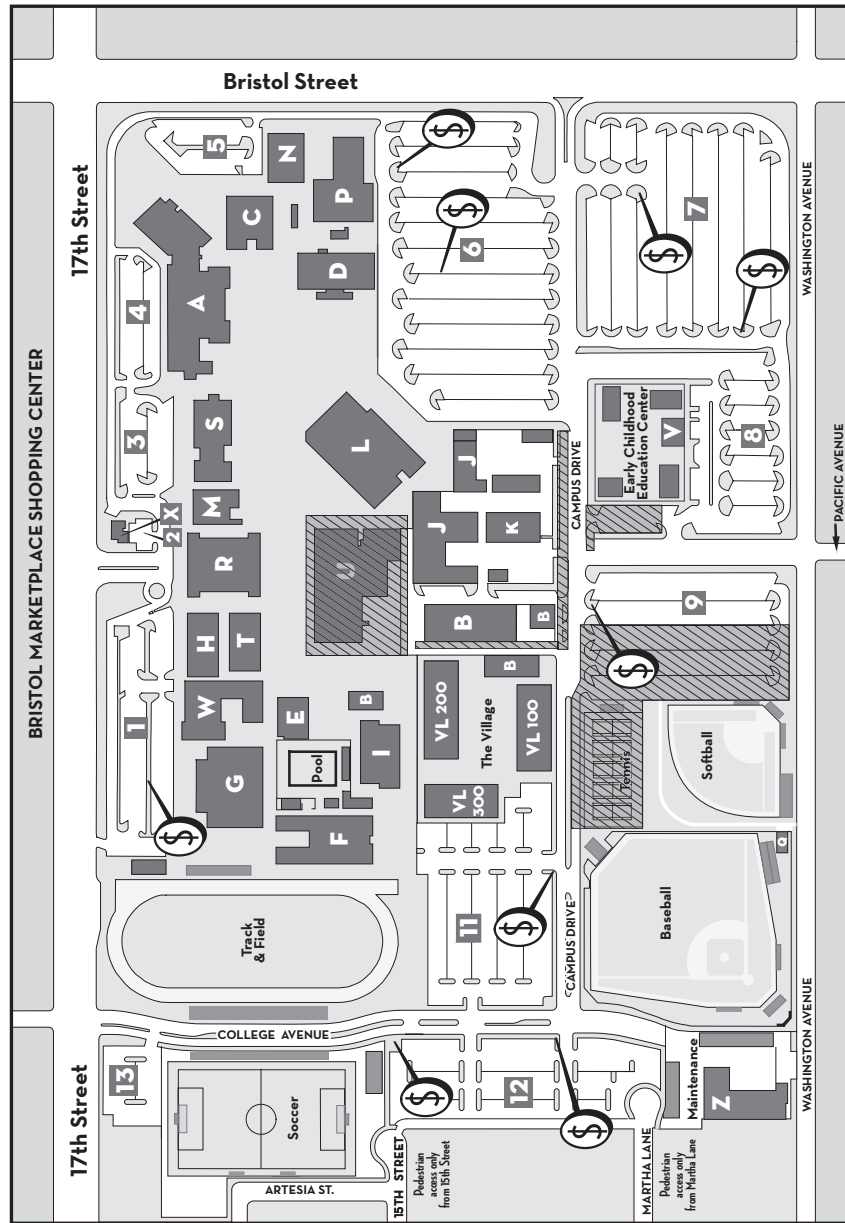 Bristol Street
17th Street
BRISTOL MARKETPLACE SHOPPING CENTER
5
N
C
P
4
A
D
$
$
6
$
7
$
WASHINGTON AVENUE
3
S
L
M
X
2
R
J
J
K
CAMPUS DRIVE
Early Childhood
Education Center
V
8
PACIFIC AVENUE
H
T
U
B
B
9
$
1
W
E
B
B
VL 200
The Village
VL 100
VL
300
$
G
Pool
I
F
Tennis
Softball
Q
Track
& Field
11
$
CAMPUS DRIVE
Baseball
COLLEGE AVENUE
17th Street
13
Soccer
$
12
$
Maintenance
Z
WASHINGTON AVENUE
ARTESIA ST.
15TH STREET
Pedestrian
access only
from 15th Street
MARTHA LANE
Pedestrian
access only
from Martha Lane